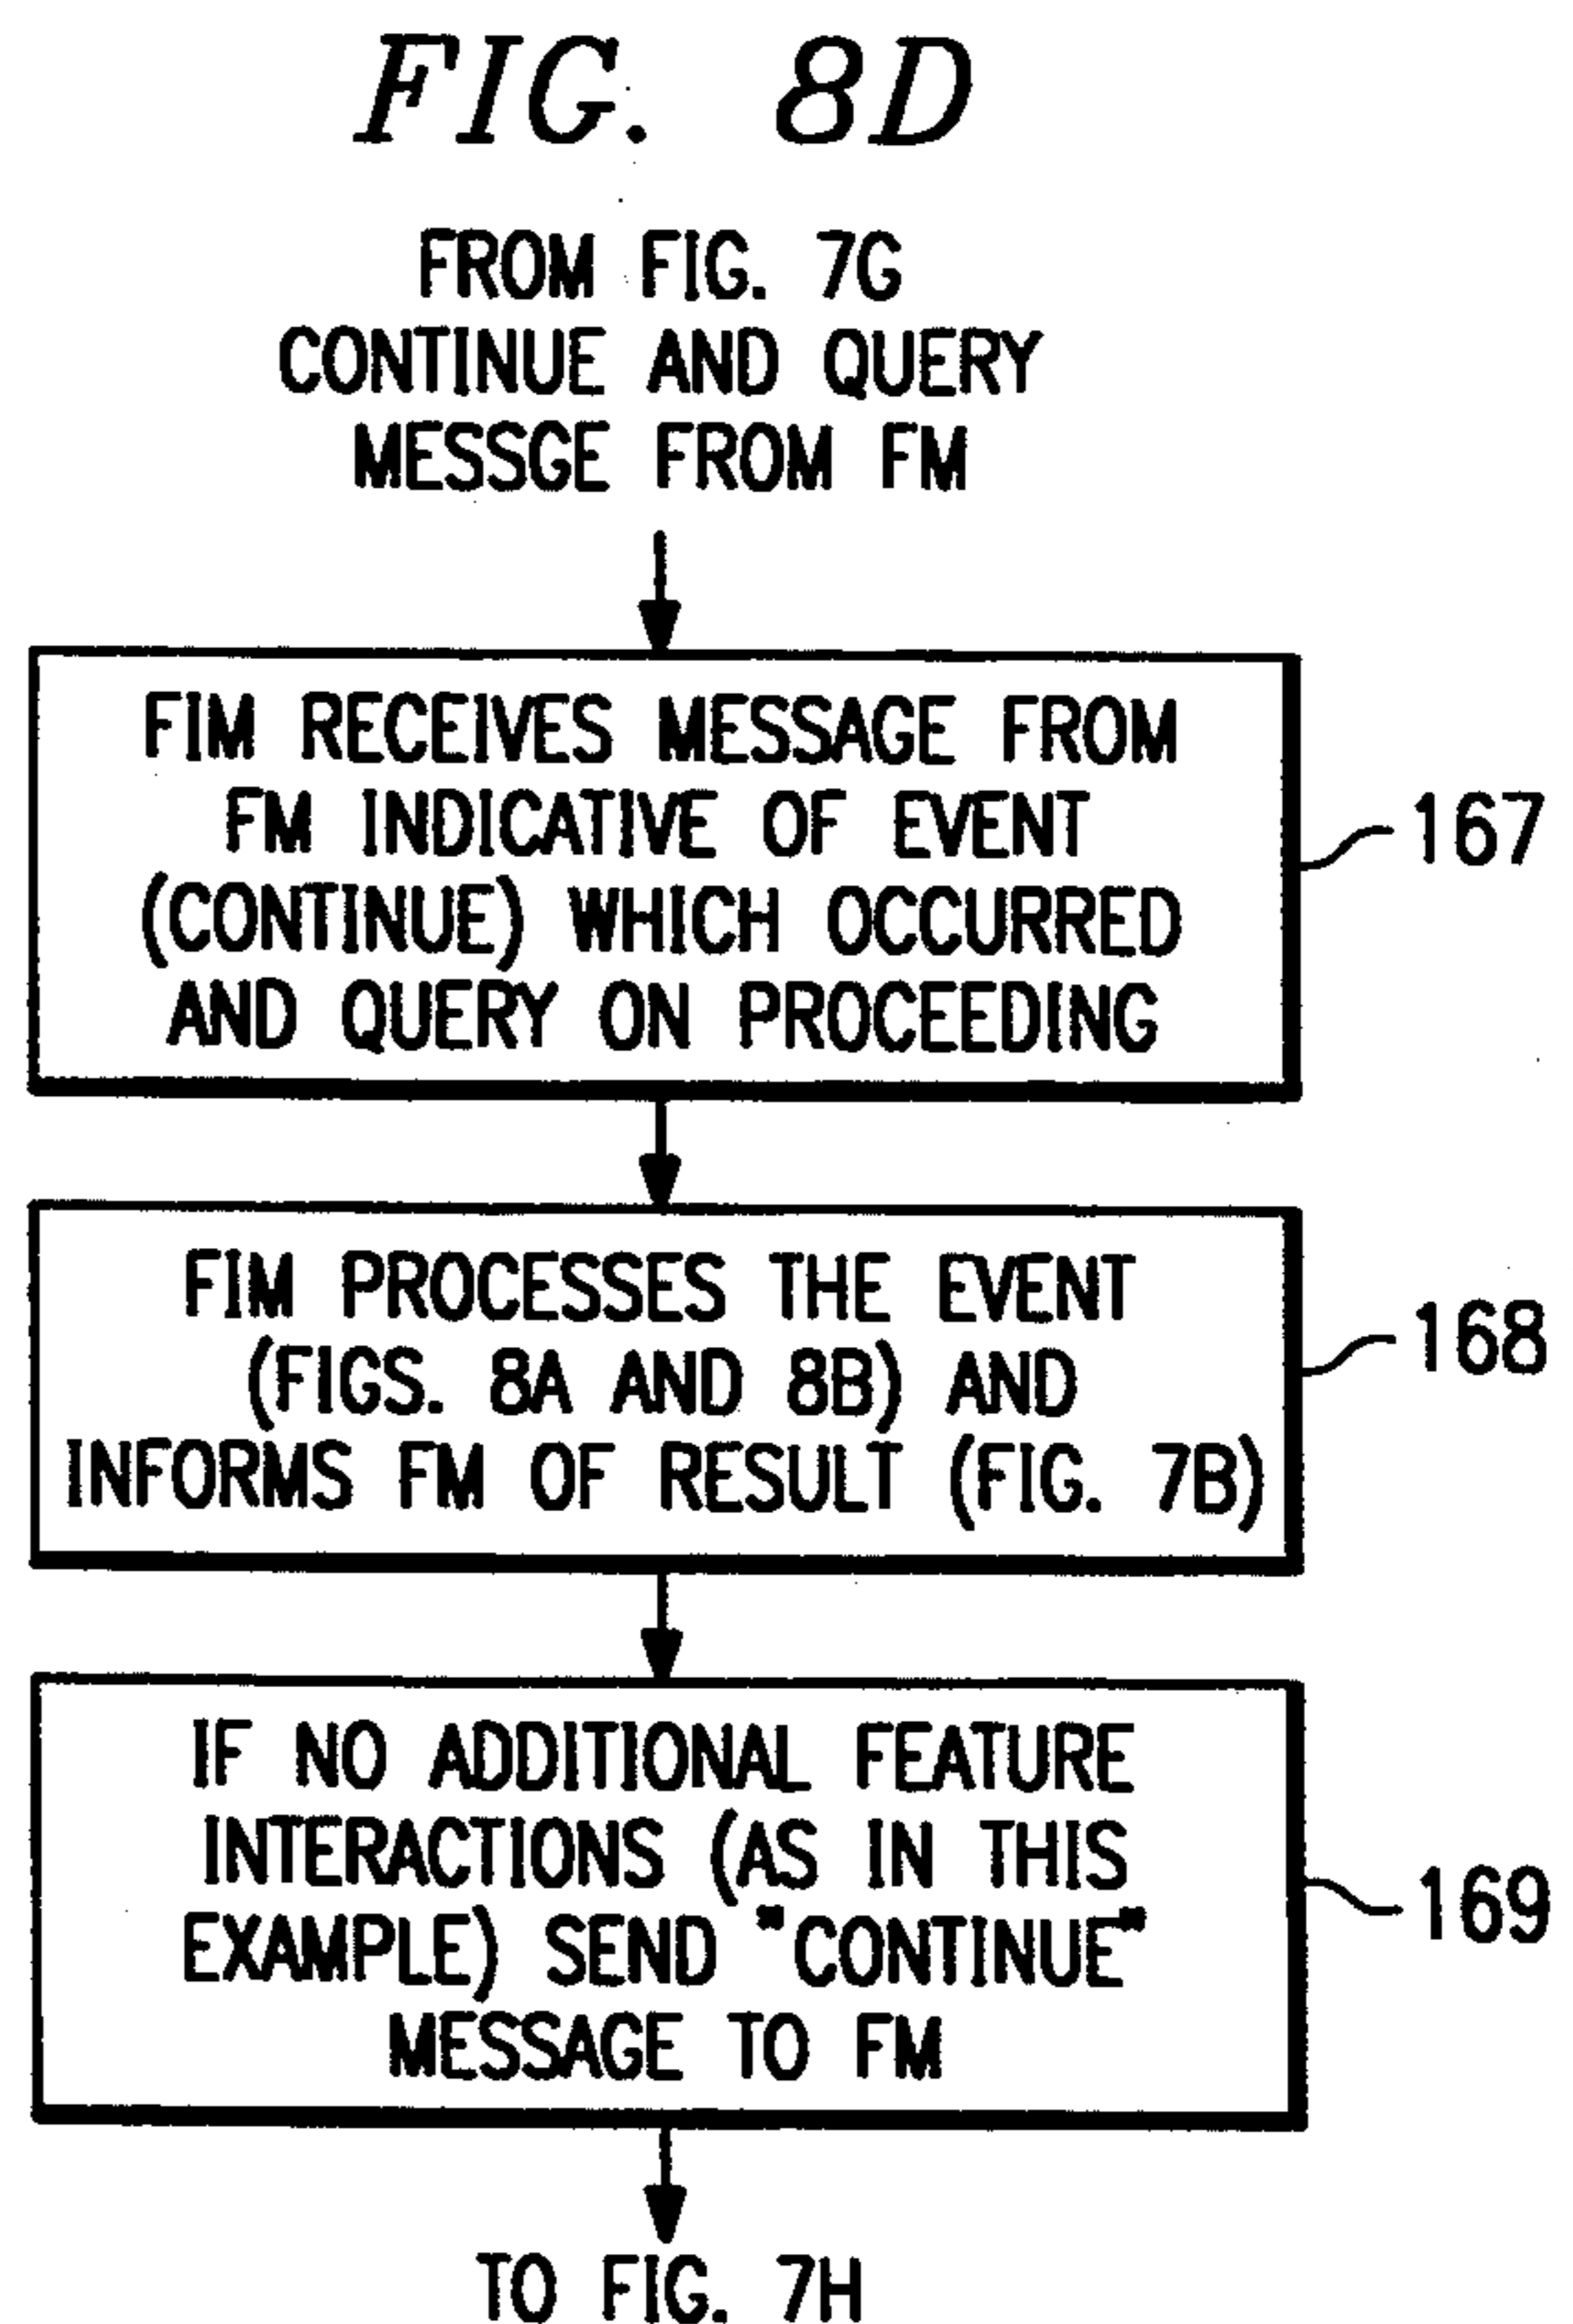 FIG. 8D
FROM FIG. 7G
CONTINUE AND QUERY
MESSGE FROM FM
FIM RECEIVES MESSAGE FROM
FM INDICATIVE OF EVENT
(CONTINUE) WHICH OCCURRED
AND QUERY ON PROCEEDING
167
FIM PROCESSES THE EVENT
(FIGS. 8A AND 8B) AND
INFORMS FM OF RESULT (FIG. 7B)
168
IF NO ADDITIONAL FEATURE
INTERACTIONS (AS IN THIS
EXAMPLE) SEND "CONTINUE"
MESSAGE TO FM
169
TO FIG. 7H